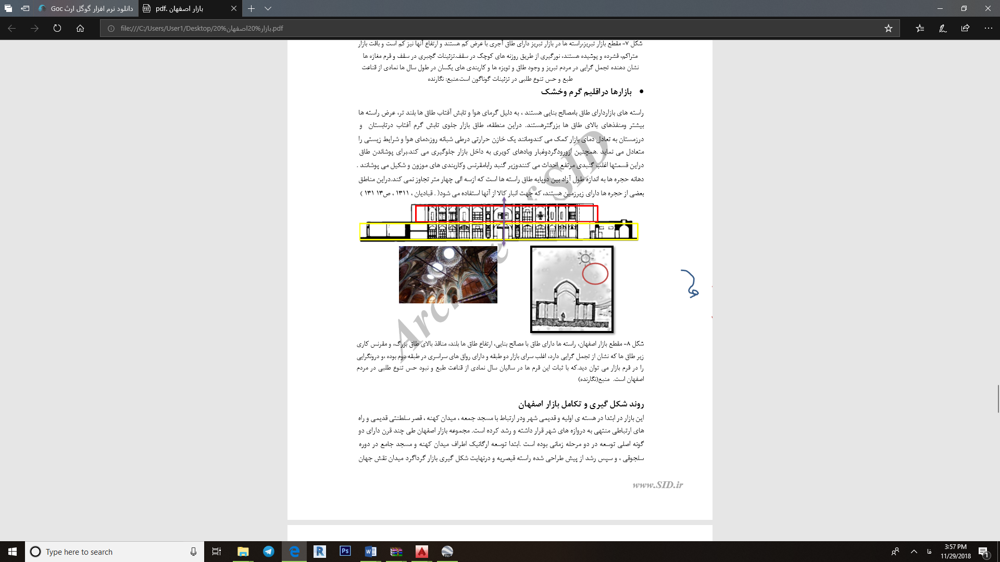 دانلود نرم افزار گوگل ارث Goc
بازار اصفهان .pdf
file:///C:/Users/User1/Desktop/20%بازار%20اصفهان.pdf
شکل ۷- مقطع بازار تبریز،راسته ها در بازار تبریز دارای طاق آجری با عرض کم هستند و ارتفاع آنها نیز کم است و بافت بازار
متراکم، فشرده و پوشیده هستند، نورگیری از طریق روزنه های کوچک در سقف.تزئینات گچبری در سقف و فرم مغازه ها
نشان دهنده تجمل گرایی در مردم تبریز و وجود طاق و تویزه ها و کاربندی های یکسان در طول سال ها نمادی از قناعت
طبع و حس تنوع طلبی در تزئینات گوناگون است.منبع: نگارنده
• بازارها دراقلیم گرم وخشک
راسته های بازاردارای طاق بامصالح بنایی هستند ، به دلیل گرمای هوا و تابش آفتاب طاق ها بلند تر، عرض راسته ها
بیشتر ومنفذهای بالای طاق ها بزرگترهستند. دراین منطقه، طاق بازار جلوی تابش گرم آفتاب درتابستان و
درزمستان به تعادل دمای بازار کمک می کندومانند یک خازن حرارتی درطی شبانه روز،دمای هوا و شرایط زیستی را
متعادل می نماید .همچنین ازورودگردوغبار وبادهای کویری به داخل بازار جلوگیری می کند.برای پوشاندن طاق
دراین قسمتها اغلب گنبدی مرتفع احداث می کنندوزیر گنبد رابامقرنس وکاربندی های موزون و شکیل می پوشانند .
دهانه حجره ها به اندازه طول آزاد بین دوپایه طاق راسته ها است که ازسه الی چهار متر تجاوز نمی کند.دراین مناطق
بعضی از حجره ها دارای زیرزمین هستند، که جهت انبار کالا از آنها استفاده می شود( . قبادیان ، ۱۳۱۱ ، ص۱۳ ۱۳۱ )
Archive of SID
شکل ۸- مقطع بازار اصفهان، راسته ها دارای طاق با مصالح بنایی، ارتفاع طاق ها بلند، منافذ بالای طاق بزرگ، و مقرنس کاری
زیر طاق ها که نشان از تجمل گرایی دارد، اغلب سرای بازار دو طبقه و دارای رواق های سراسری در طبقه دوم بوده ،و درونگرایی
را در فرم بازار می توان دید.که با ثبات این فرم ها در سالیان سال نمادی از قناعت طبع و نبود حس تنوع طلبی در مردم
اصفهان است. منبع(نگارنده)
روند شکل گیری و تکامل بازار اصفهان
این بازار در ابتدا در هسته ی اولیه و قدیمی شهر ودر ارتباط با مسجد جمعه ، میدان کهنه ، قصر سلطنتی قدیمی و راه
های ارتباطی منتهی به دروازه های شهر قرار داشته و رشد کرده است. مجموعه بازار اصفهان طی چند قرن دارای دو
گونه اصلی توسعه در دو مرحله زمانی بوده است .ابتدا توسعه ارگانیک اطراف میدان کهنه و مسجد جامع در دوره
سلجوقی ، و سپس رشد از پیش طراحی شده راسته قیصریه و درنهایت شکل گیری بازار گرداگرد میدان نقش جهان
www.SID.ir
Type here to search
فا
3:57 PM
11/29/2018